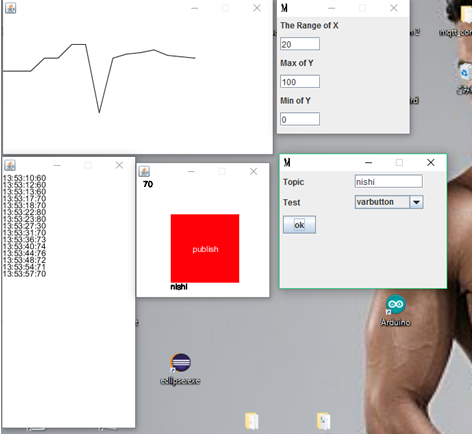 The Range of X
20
Max of Y
100
Min of Y
0
13:53:10:60
13:53:12:60
13:53:13:60
13:53:17:70
13:53:18:70
13:53:22:80
13:53:23:80
13:53:27:30
13:53:31:70
13:53:36:73
13:53:40:74
13:53:44:76
13:53:48:72
13:53:54:71
13:53:57:70
70
publish
nishi
Topic
nishi
Test
varbutton
ok
Arduino
eclipse.exe